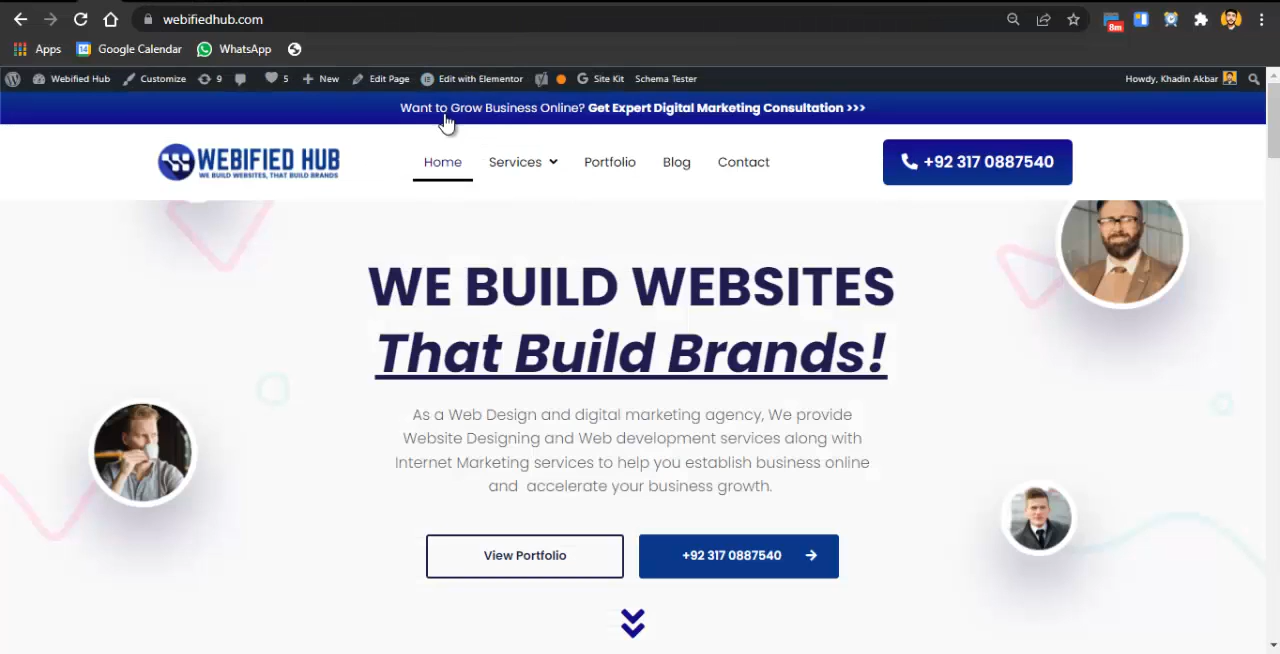 webifiedhub.com
8m
Apps Google Calendar WhatsApp
14
Webified Hub Customize 9 5 New Edit Page Edit with Elementor Site Kit Schema Tester Howdy, Khadin Akbar
Want to Grow Business Online? Get Expert Digital Marketing Consultation >>>
WEBIFIED HUB
WE BUILD WEBSITES, THAT BUILD BRANDS!
Home Services Portfolio Blog Contact
+92 317 0887540
WE BUILD WEBSITES
That Build Brands!
As a Web Design and digital marketing agency, We provide
Website Designing and Web development services along with
Internet Marketing services to help you establish business online
and accelerate your business growth.
View Portfolio +92 317 0887540